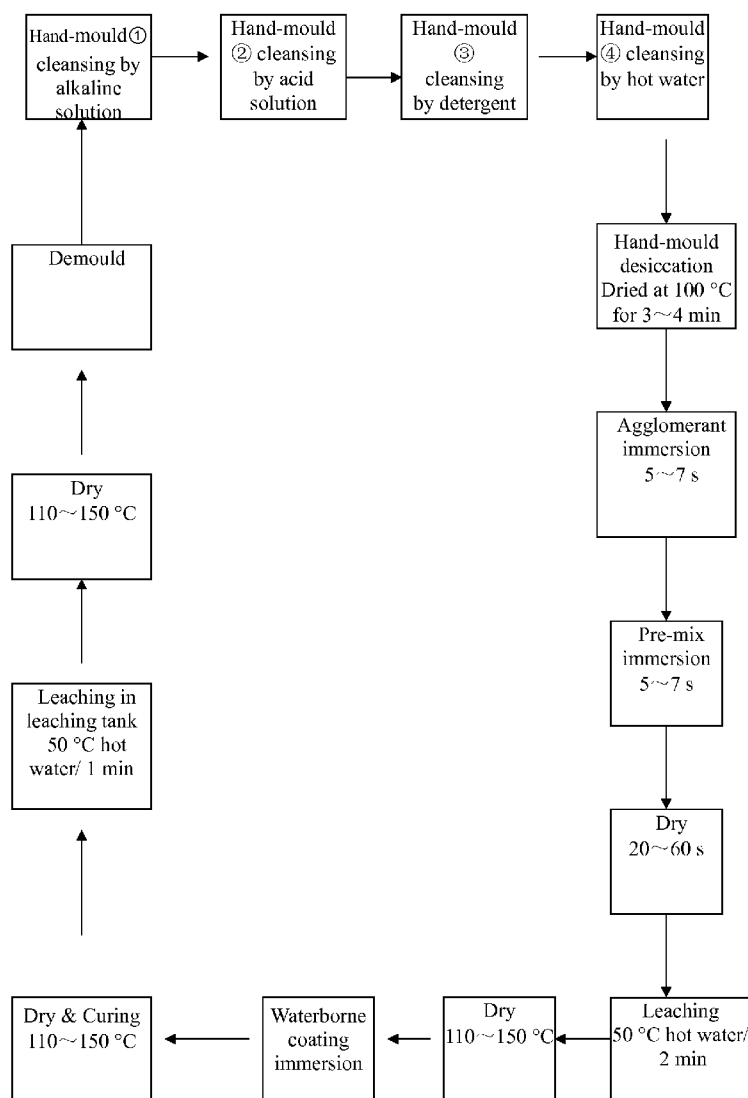 Hand-mould①
cleansing by
alkaline
solution
Hand-mould
② cleansing
by acid
solution
Hand-mould
③
cleansing
by detergent
Hand-mould
④ cleansing
by hot water
Hand-mould
desiccation
Dried at 100 °C
for 3～4 min
Agglomerant
immersion
5～7 s
Pre-mix
immersion
5～7 s
Dry
20～60 s
Leaching
50 °C hot water/
2 min
Dry
110～150 °C
Waterborne
coating
immersion
Dry & Curing
110～150 °C
Leaching in
leaching tank
50 °C hot
water/ 1 min
Dry
110～150 °C
Demould